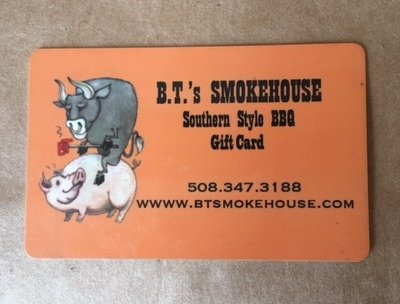 B.T.'s SMOKEHOUSE
Southern Style BBQ
Gift Card
508.347.3188
WWW.BTSMOKEHOUSE.COM